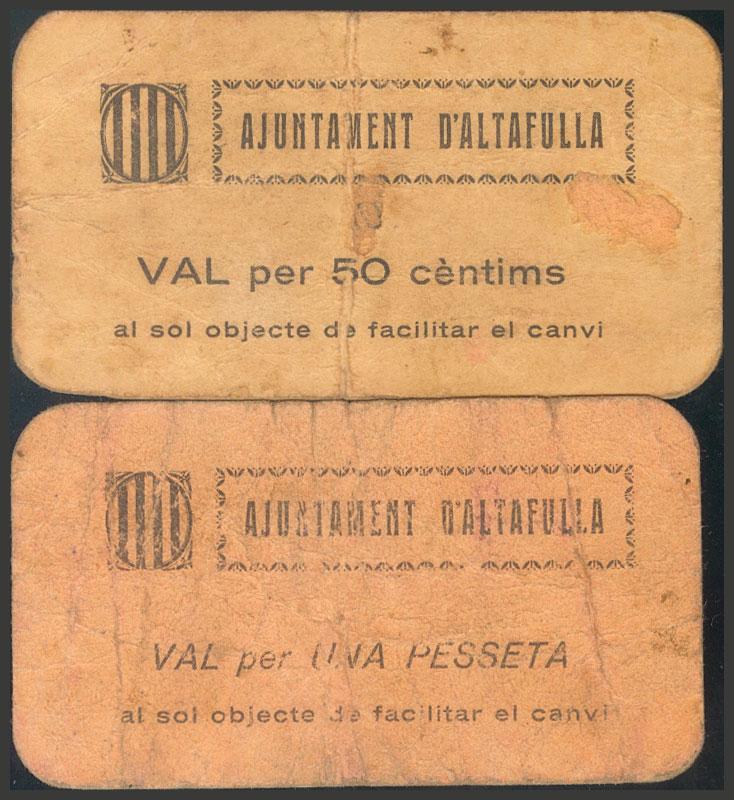 AJUNTAMENT D'ALTAFULLA
VAL per 50 cèntims
al sol objecte de facilitar el canvi
AJUNTAMENT D'ALTAFULLA
VAL per UNA PESSETA
al sol objecte de facilitar el canvi